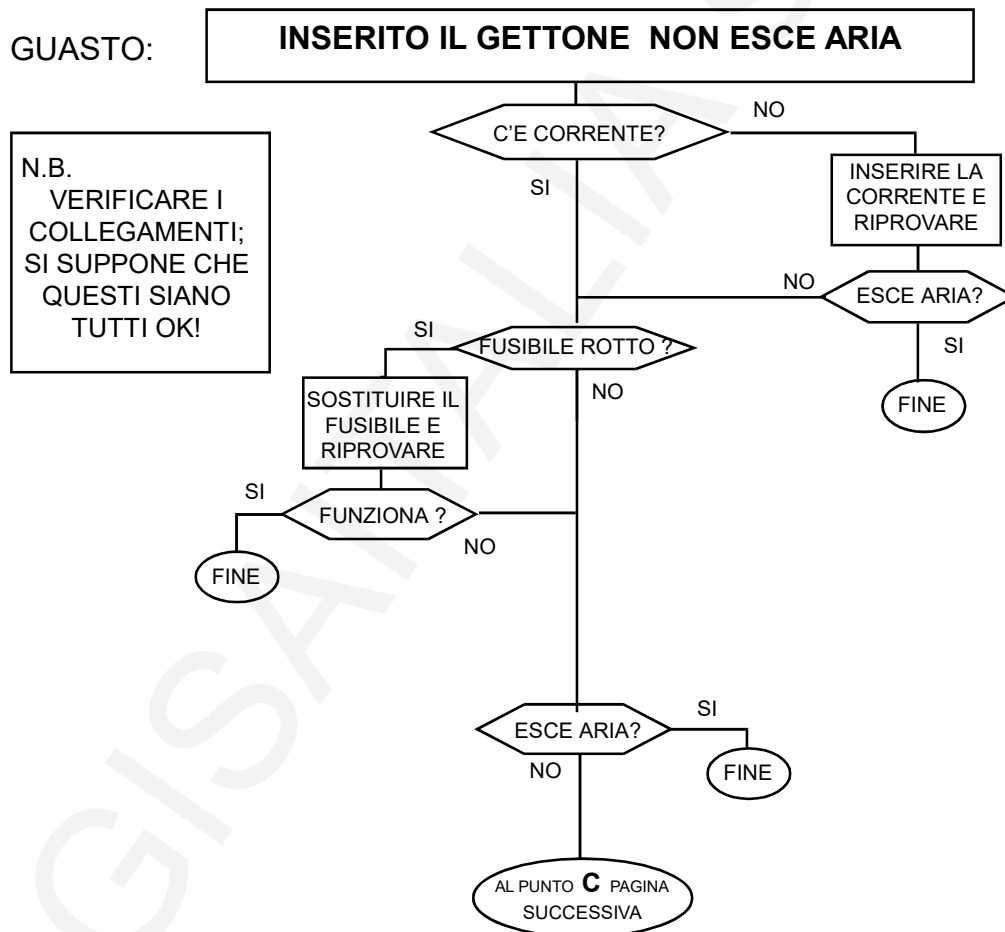 GUASTO:
INSERITO IL GETTONE NON ESCE ARIA
C'E CORRENTE?
NO
SI
N.B.
VERIFICARE I
COLLEGAMENTI;
SI SUPPONE CHE
QUESTI SIANO
TUTTI OK!
INSERIRE LA
CORRENTE E
RIPROVARE
NO
ESCE ARIA?
SI
FINE
SI
FUSIBILE ROTTO ?
NO
SOSTITUIRE IL
FUSIBILE E
RIPROVARE
SI
FUNZIONA ?
NO
FINE
ESCE ARIA?
SI
NO
FINE
AL PUNTO C PAGINA
SUCCESSIVA
GISAITALIA